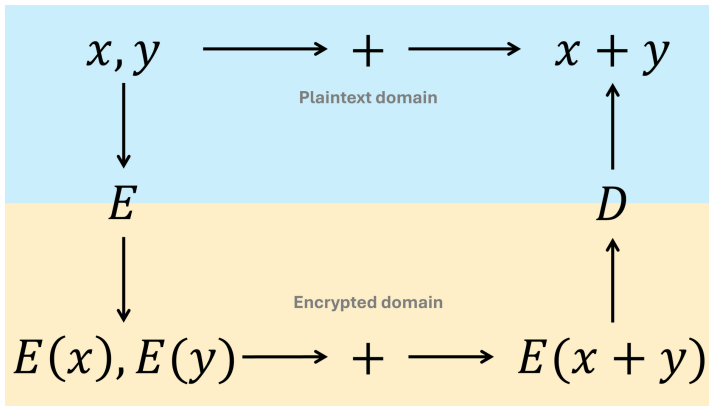 x, y → + → x + y
Plaintext domain
E D
Encrypted domain
E(x), E(y) → + → E(x + y)